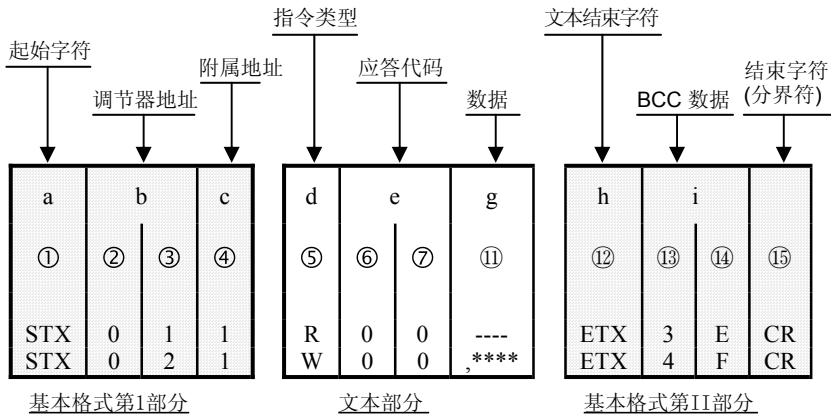 指令类型
文本结束字符
起始字符
附属地址
应答代码
结束字符
(分界符)
调节器地址
数据
BCC 数据
a b c d e g h i
① ② ③ ④ ⑤ ⑥ ⑦ ⑪ ⑫ ⑬ ⑭ ⑮
STX 0 1 1 R 0 0 ---- ETX 3 E CR
STX 0 2 1 W 0 0 ,**** ETX 4 F CR
基本格式第1部分 文本部分 基本格式第II部分